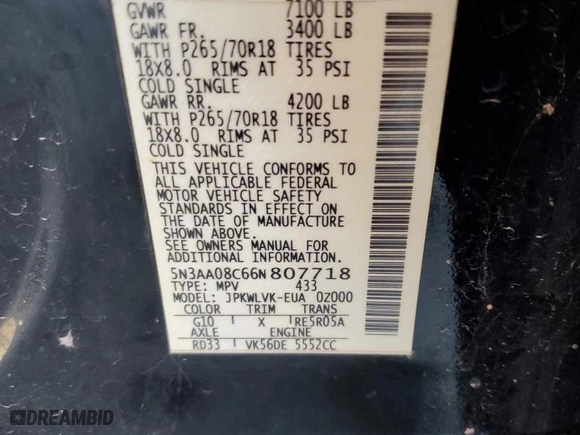 GVWR 7100 LB
GAWR FR. 3400 LB
WITH P265/70R18 TIRES
18X8.0 RIMS AT 35 PSI
COLD SINGLE
GAWR RR. 4200 LB
WITH P265/70R18 TIRES
18X8.0 RIMS AT 35 PSI
COLD SINGLE
THIS VEHICLE CONFORMS TO
ALL APPLICABLE FEDERAL
MOTOR VEHICLE SAFETY
STANDARDS IN EFFECT ON
THE DATE OF MANUFACTURE
SHOWN ABOVE.
SEE OWNERS MANUAL FOR
ADDITIONAL INFORMATION.
5N3AA08C66N807718
TYPE: MPV 433
MODEL: JPKWLVK-EUA 0Z000
COLOR TRIM TRANS
G10 X RE5R05A
AXLE ENGINE
RD33 VK56DE 5552CC
DREAMBID